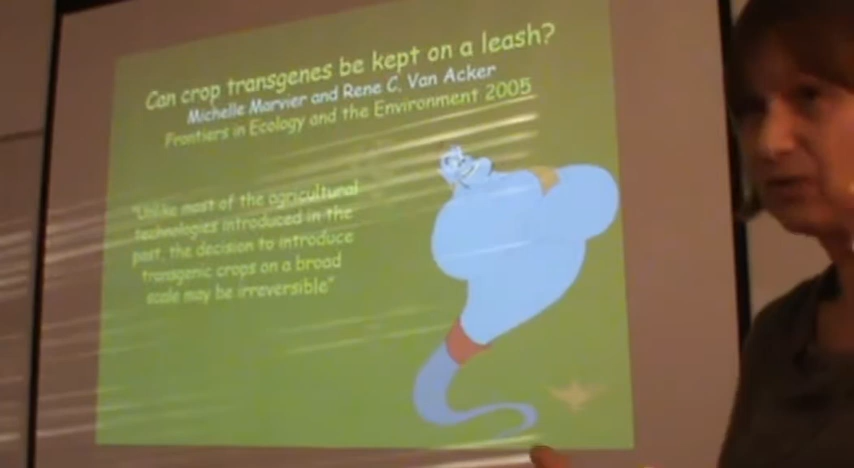 Can crop transgenes be kept on a leash?
Michelle Marvier and Rene C. Van Acker
Frontiers in Ecology and the Environment 2005
"Unlike most of the agricultural
technologies introduced in the
past, the decision to introduce
transgenic crops on a broad
scale may be irreversible"